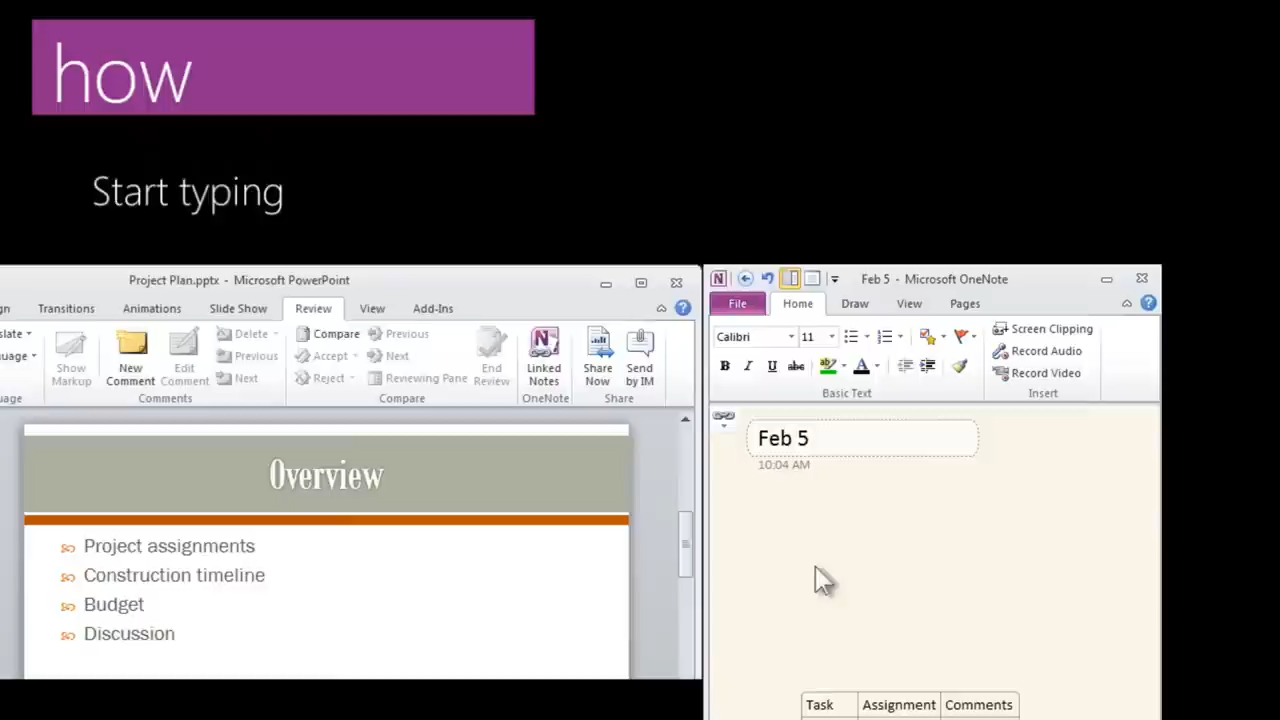 how
Start typing
Project Plan.pptx - Microsoft PowerPoint
Transitions Animations Slide Show Review View Add-Ins
Show Markup
New Comment
Edit Comment
Delete
Previous
Next
Comments
Compare
Accept
Reject
Previous
Next
Reviewing Pane
End Review
Compare
Linked Notes
OneNote
Share Now
Send by IM
Share
Overview
Project assignments
Construction timeline
Budget
Discussion
Feb 5 - Microsoft OneNote
File Home Draw View Pages
Calibri 11
B I U abc
Basic Text
Screen Clipping
Record Audio
Record Video
Insert
Feb 5
10:04 AM
Task Assignment Comments